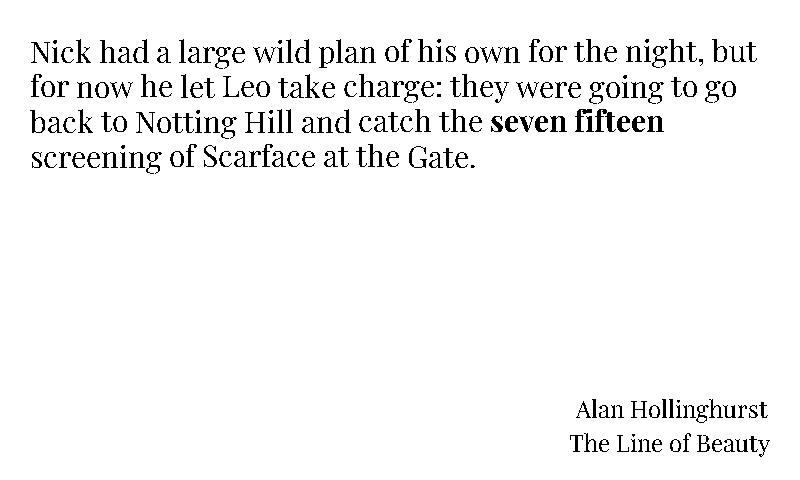 Nick had a large wild plan of his own for the night, but
for now he let Leo take charge: they were going to go
back to Notting Hill and catch the seven fifteen
screening of Scarface at the Gate.
Alan Hollinghurst
The Line of Beauty